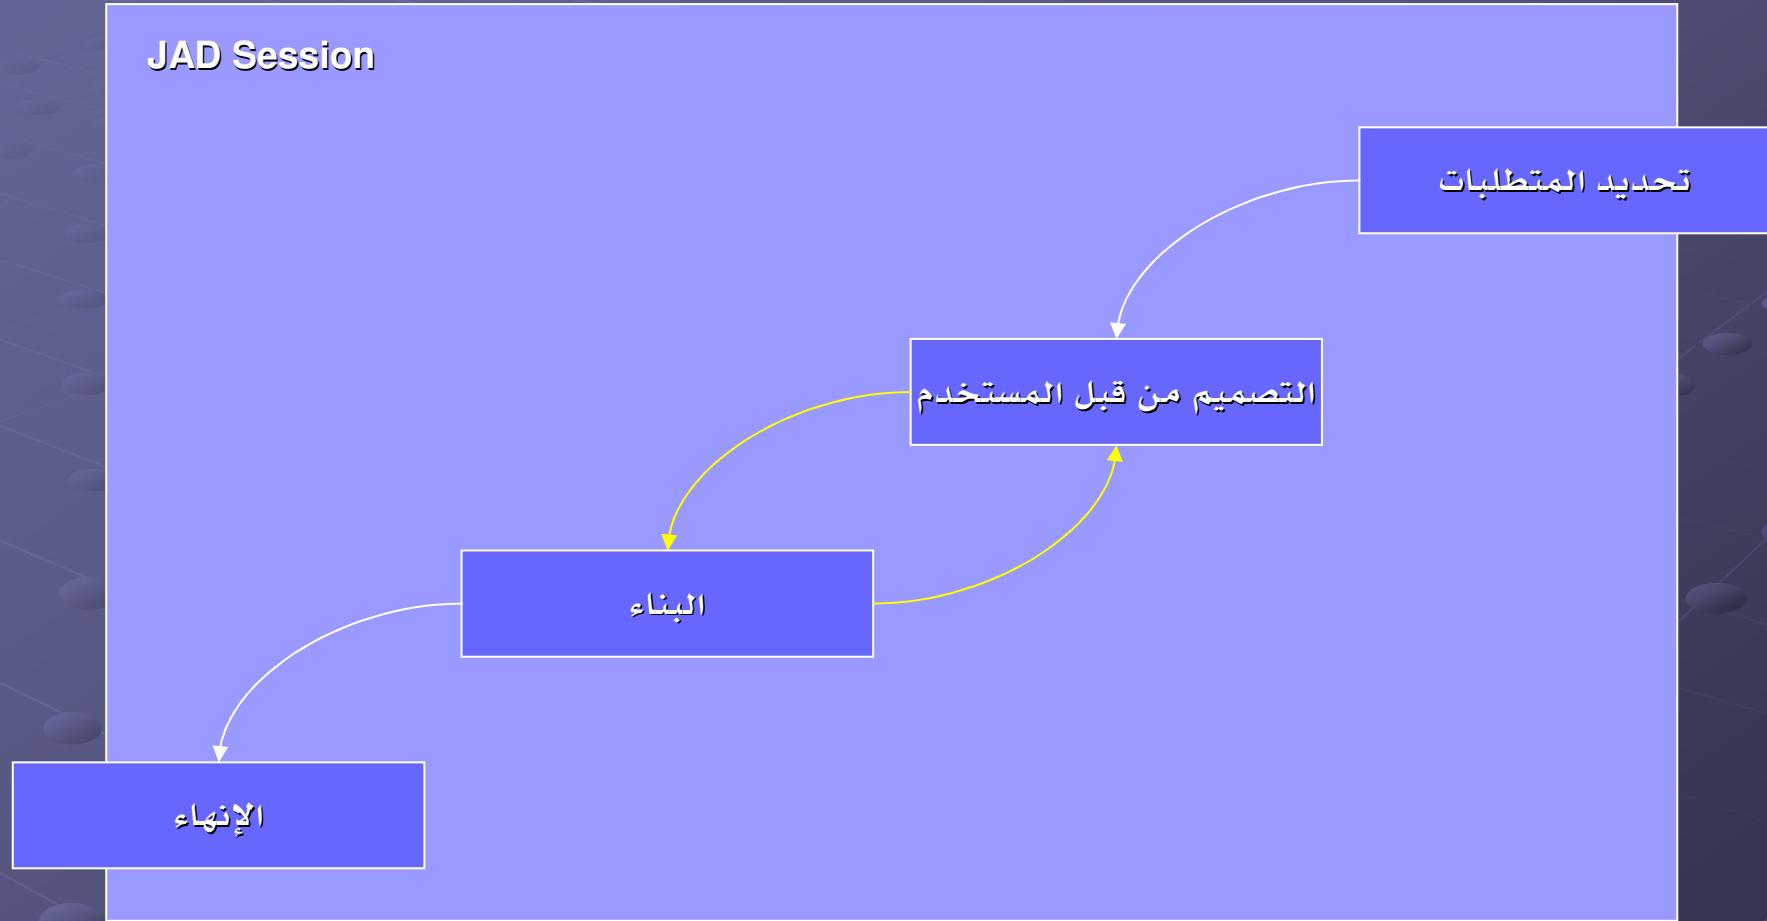 JAD Session
تحديد المتطلبات
التصميم من قبل المستخدم
البناء
الإنهاء